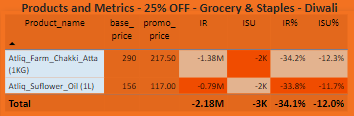 Products and Metrics - 25% OFF - Grocery & Staples - Diwali
Product_name base_price promo_price IR ISU IR% ISU%
Atliq_Farm_Chakki_Atta (1KG) 290 217.50 -1.38M -2K -34.2% -12.3%
Atliq_Suflower_Oil (1L) 156 117.00 -0.79M -2K -33.8% -11.7%
Total -2.18M -3K -34.1% -12.0%